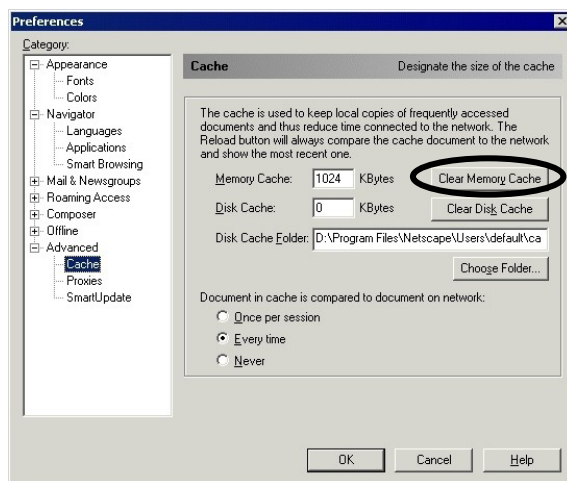 Preferences
Category:
Appearance
Fonts
Colors
Navigator
Languages
Applications
Smart Browsing
Mail & Newsgroups
Roaming Access
Composer
Offline
Advanced
Cache
Proxies
SmartUpdate
Cache Designate the size of the cache
The cache is used to keep local copies of frequently accessed
documents and thus reduce time connected to the network. The
Reload button will always compare the cache document to the network
and show the most recent one.
Memory Cache: 1024 KBytes Clear Memory Cache
Disk Cache: 0 KBytes Clear Disk Cache
Disk Cache Folder: D:\Program Files\Netscape\Users\default\ca
Choose Folder...
Document in cache is compared to document on network:
Once per session
Every time
Never
OK Cancel Help